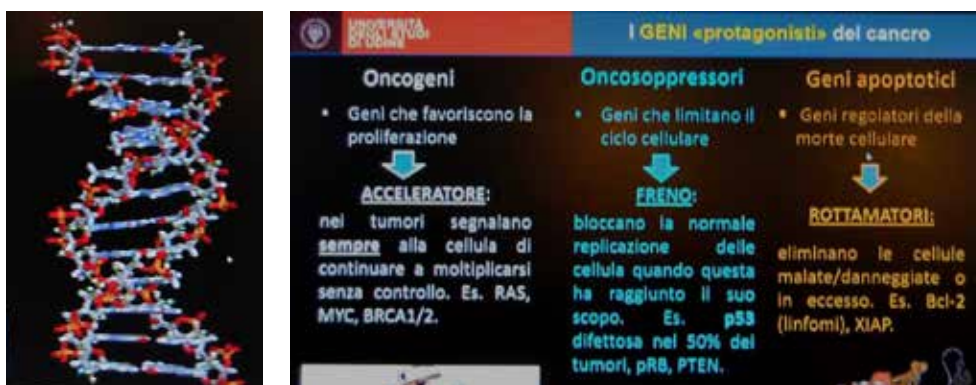 UNIVERSITÀ
DEGLI STUDI
DI UDINE
I GENI «protagonisti» del cancro
Oncogeni
• Geni che favoriscono la
proliferazione
ACCELERATORE:
nei tumori segnalano
sempre alla cellula di
continuare a moltiplicarsi
senza controllo. Es. RAS,
MYC, BRCA1/2.
Oncosoppressori
• Geni che limitano il
ciclo cellulare
FRENO:
bloccano la normale
replicazione delle
cellula quando questa
ha raggiunto il suo
scopo. Es. p53
difettosa nel 50% dei
tumori, pRB, PTEN.
Geni apoptotici
• Geni regolatori della
morte cellulare
ROTTAMATORI:
eliminano le cellule
malate/danneggiate o
in eccesso. Es. Bcl-2
(linfomi), XIAP.